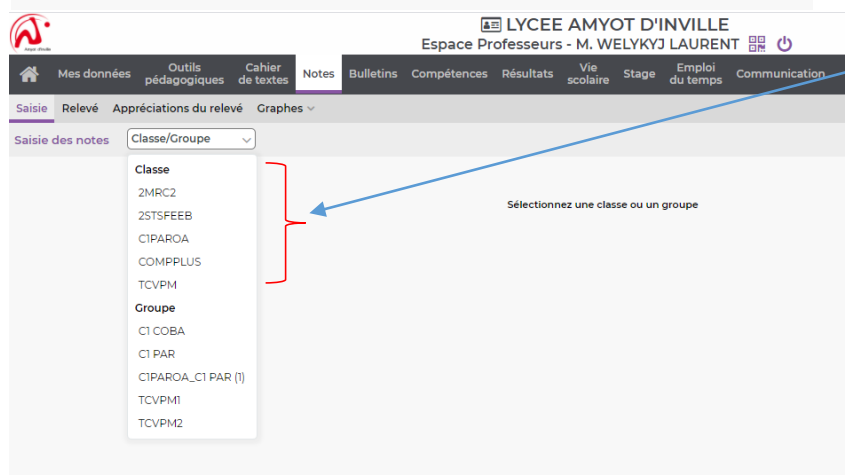 LYCEE AMYOT D'INVILLE
Espace Professeurs - M. WELYKYJ LAURENT
Mes données Outils pédagogiques Cahier de textes Notes Bulletins Compétences Résultats Vie scolaire Stage Emploi du temps Communication
Saisie Relevé Appréciations du relevé Graphes
Saisie des notes Classe/Groupe
Classe
2MRC2
Sélectionnez une classe ou un groupe
2STSFEEB
C1PAROA
COMPPLUS
TCVPM
Groupe
C1 COBA
C1 PAR
C1PAROA_C1 PAR (1)
TCVPM1
TCVPM2